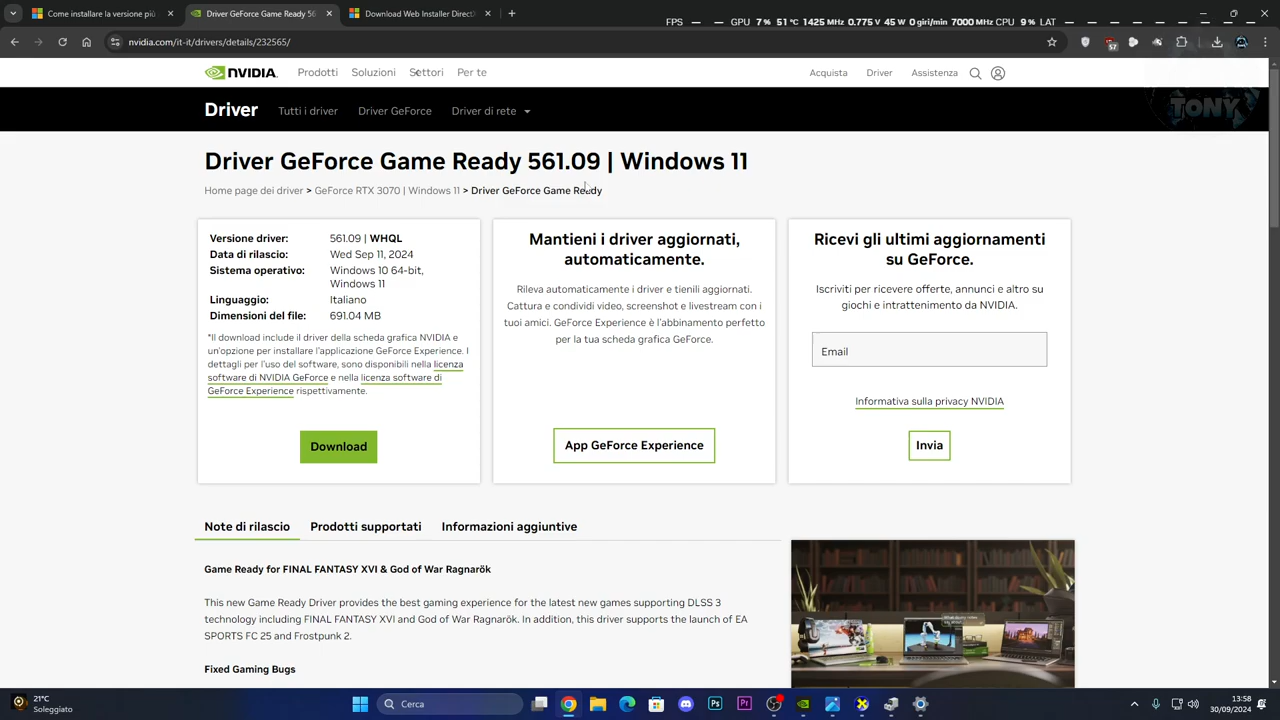 Come installare la versione più
Driver GeForce Game Ready 56
Download Web Installer DirectX
FPS — — GPU 7 % 51 °C 1425 MHz 0.775 V 45 W 0 giri/min 7000 MHz CPU 9 % LAT — —
nvidia.com/it-it/drivers/details/232565/
57
NVIDIA. Prodotti Soluzioni Settori Per te Acquista Driver Assistenza
TONY
Driver Tutti i driver Driver GeForce Driver di rete
Driver GeForce Game Ready 561.09 | Windows 11
Home page dei driver > GeForce RTX 3070 | Windows 11 > Driver GeForce Game Ready
Versione driver: 561.09 | WHQL
Data di rilascio: Wed Sep 11, 2024
Sistema operativo: Windows 10 64-bit,
Windows 11
Linguaggio: Italiano
Dimensioni del file: 691.04 MB
*Il download include il driver della scheda grafica NVIDIA e
un'opzione per installare l'applicazione GeForce Experience. I
dettagli per l'uso del software, sono disponibili nella licenza
software di NVIDIA GeForce e nella licenza software di
GeForce Experience rispettivamente.
Download
Mantieni i driver aggiornati,
automaticamente.
Rileva automaticamente i driver e tienili aggiornati.
Cattura e condividi video, screenshot e livestream con i
tuoi amici. GeForce Experience è l'abbinamento perfetto
per la tua scheda grafica GeForce.
App GeForce Experience
Ricevi gli ultimi aggiornamenti
su GeForce.
Iscriviti per ricevere offerte, annunci e altro su
giochi e intrattenimento da NVIDIA.
Email
Informativa sulla privacy NVIDIA
Invia
Note di rilascio Prodotti supportati Informazioni aggiuntive
Game Ready for FINAL FANTASY XVI & God of War Ragnarök
This new Game Ready Driver provides the best gaming experience for the latest new games supporting DLSS 3
technology including FINAL FANTASY XVI and God of War Ragnarök. In addition, this driver supports the launch of EA
SPORTS FC 25 and Frostpunk 2.
Fixed Gaming Bugs
21°C
Soleggiato
Cerca
Ps
Pr
13:58
30/09/2024